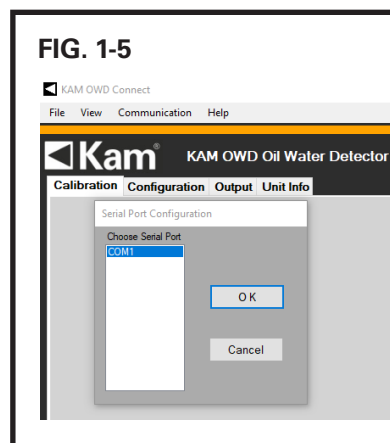 FIG. 1-5
KAM OWD Connect
File View Communication Help
Kam® KAM OWD Oil Water Detector
Calibration Configuration Output Unit Info
Serial Port Configuration
Choose Serial Port
COM1
OK
Cancel